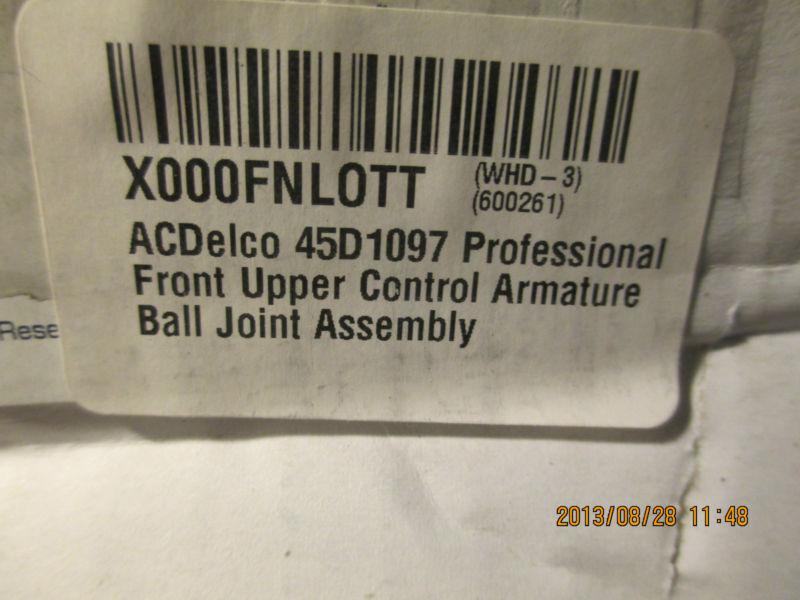 X000FNLOTT
(WHD-3)
(600261)
ACDelco 45D1097 Professional
Front Upper Control Armature
Ball Joint Assembly
Rese
2013/08/28 11:48